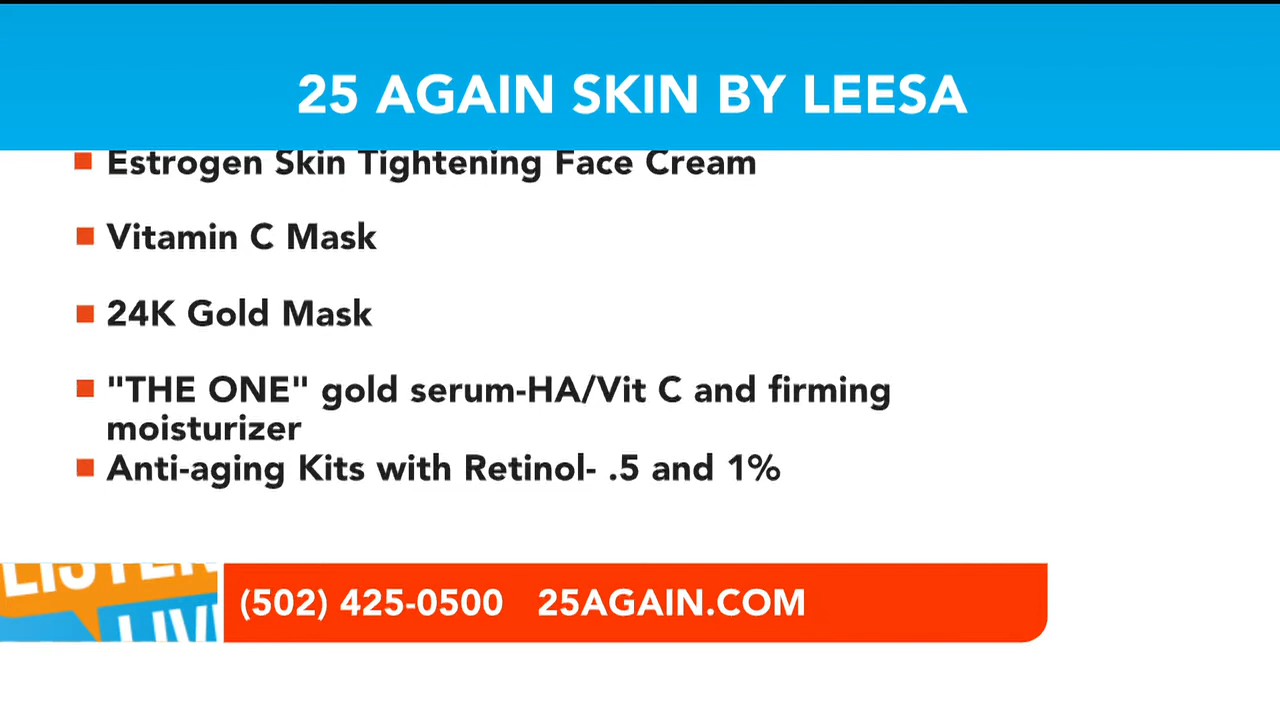 25 AGAIN SKIN BY LEESA
Estrogen Skin Tightening Face Cream
Vitamin C Mask
24K Gold Mask
"THE ONE" gold serum-HA/Vit C and firming
moisturizer
Anti-aging Kits with Retinol- .5 and 1%
(502) 425-0500 25AGAIN.COM